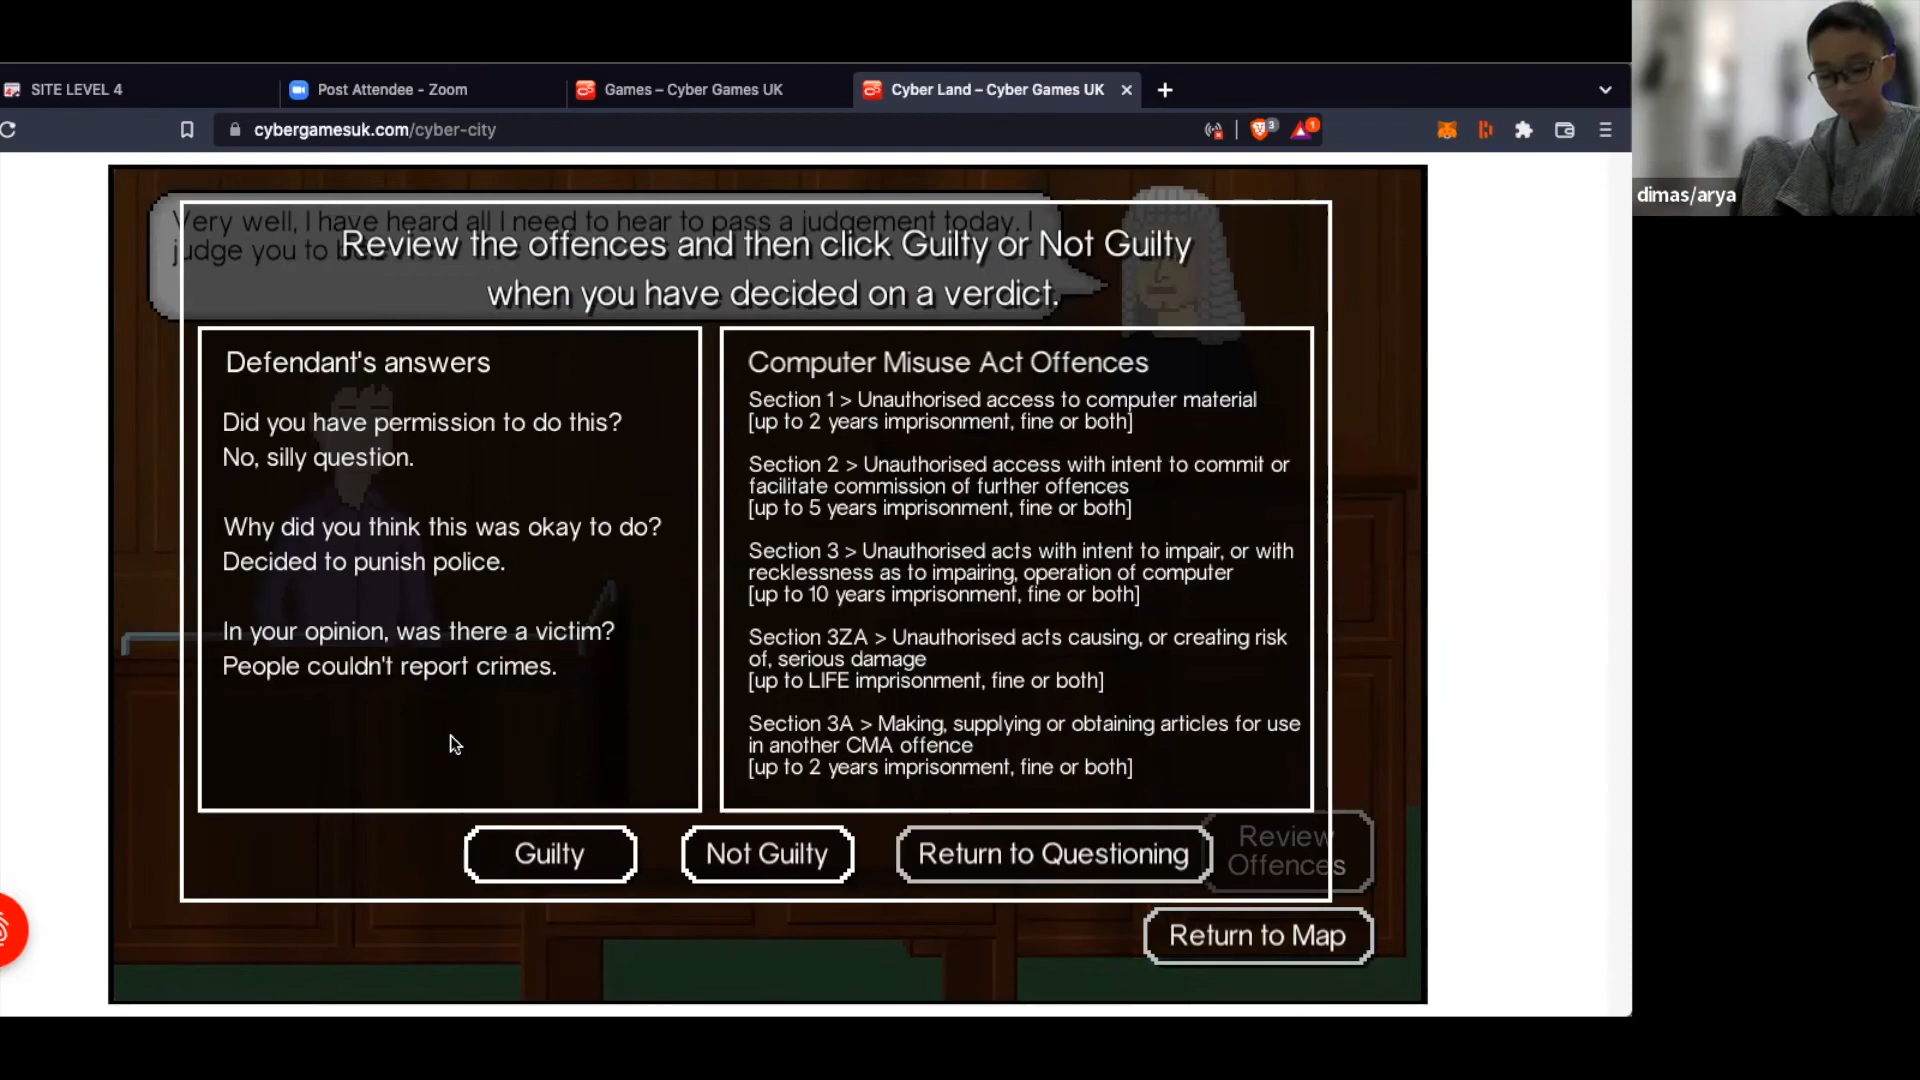 SITE LEVEL 4
Post Attendee - Zoom
Games – Cyber Games UK
Cyber Land – Cyber Games UK
cybergamesuk.com/cyber-city
3
1
dimas/arya
Very well, I have heard all I need to hear to pass a judgement today. I
judge you to
Review the offences and then click Guilty or Not Guilty
when you have decided on a verdict.
Defendant's answers
Did you have permission to do this?
No, silly question.
Why did you think this was okay to do?
Decided to punish police.
In your opinion, was there a victim?
People couldn't report crimes.
Computer Misuse Act Offences
Section 1 > Unauthorised access to computer material
[up to 2 years imprisonment, fine or both]
Section 2 > Unauthorised access with intent to commit or
facilitate commission of further offences
[up to 5 years imprisonment, fine or both]
Section 3 > Unauthorised acts with intent to impair, or with
recklessness as to impairing, operation of computer
[up to 10 years imprisonment, fine or both]
Section 3ZA > Unauthorised acts causing, or creating risk
of, serious damage
[up to LIFE imprisonment, fine or both]
Section 3A > Making, supplying or obtaining articles for use
in another CMA offence
[up to 2 years imprisonment, fine or both]
Guilty
Not Guilty
Return to Questioning
Review
Offences
Return to Map